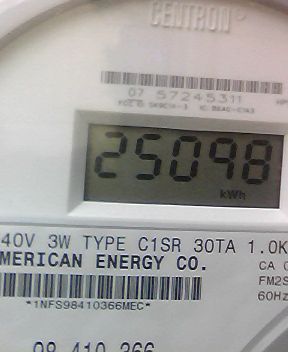 CENTRON®
07 57245311
25098
kWh
40V 3W TYPE C1SR 30TA 1.0K
MERICAN ENERGY CO.
CA
FM2S
60Hz
*1NFS98410366MEC*
98 410 366